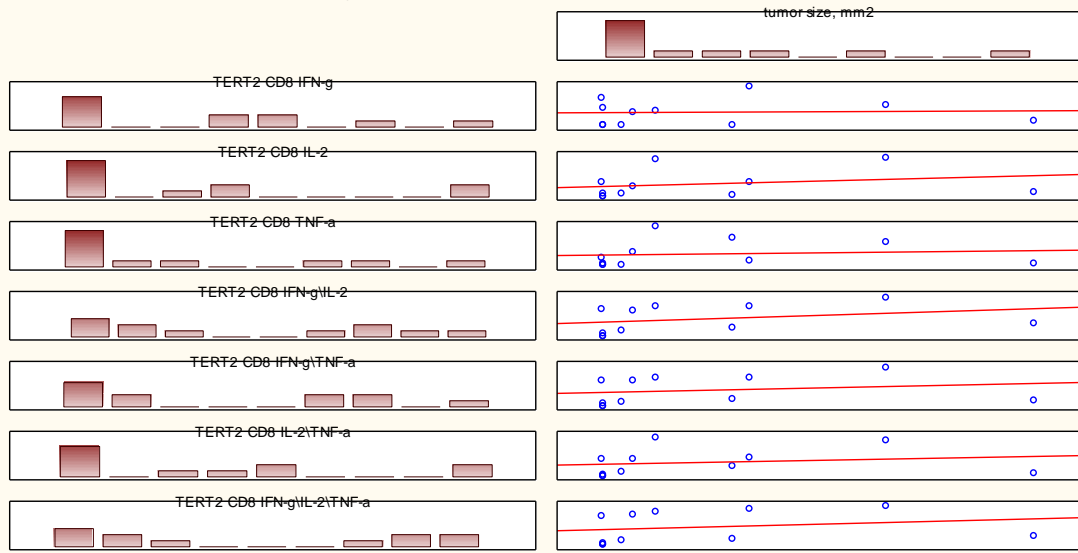 tumor size, mm2
TERT2 CD8 IFN-g
TERT2 CD8 IL-2
TERT2 CD8 TNF-a
TERT2 CD8 IFN-g\IL-2
TERT2 CD8 IFN-g\TNF-a
TERT2 CD8 IL-2\TNF-a
TERT2 CD8 IFN-g\IL-2\TNF-a